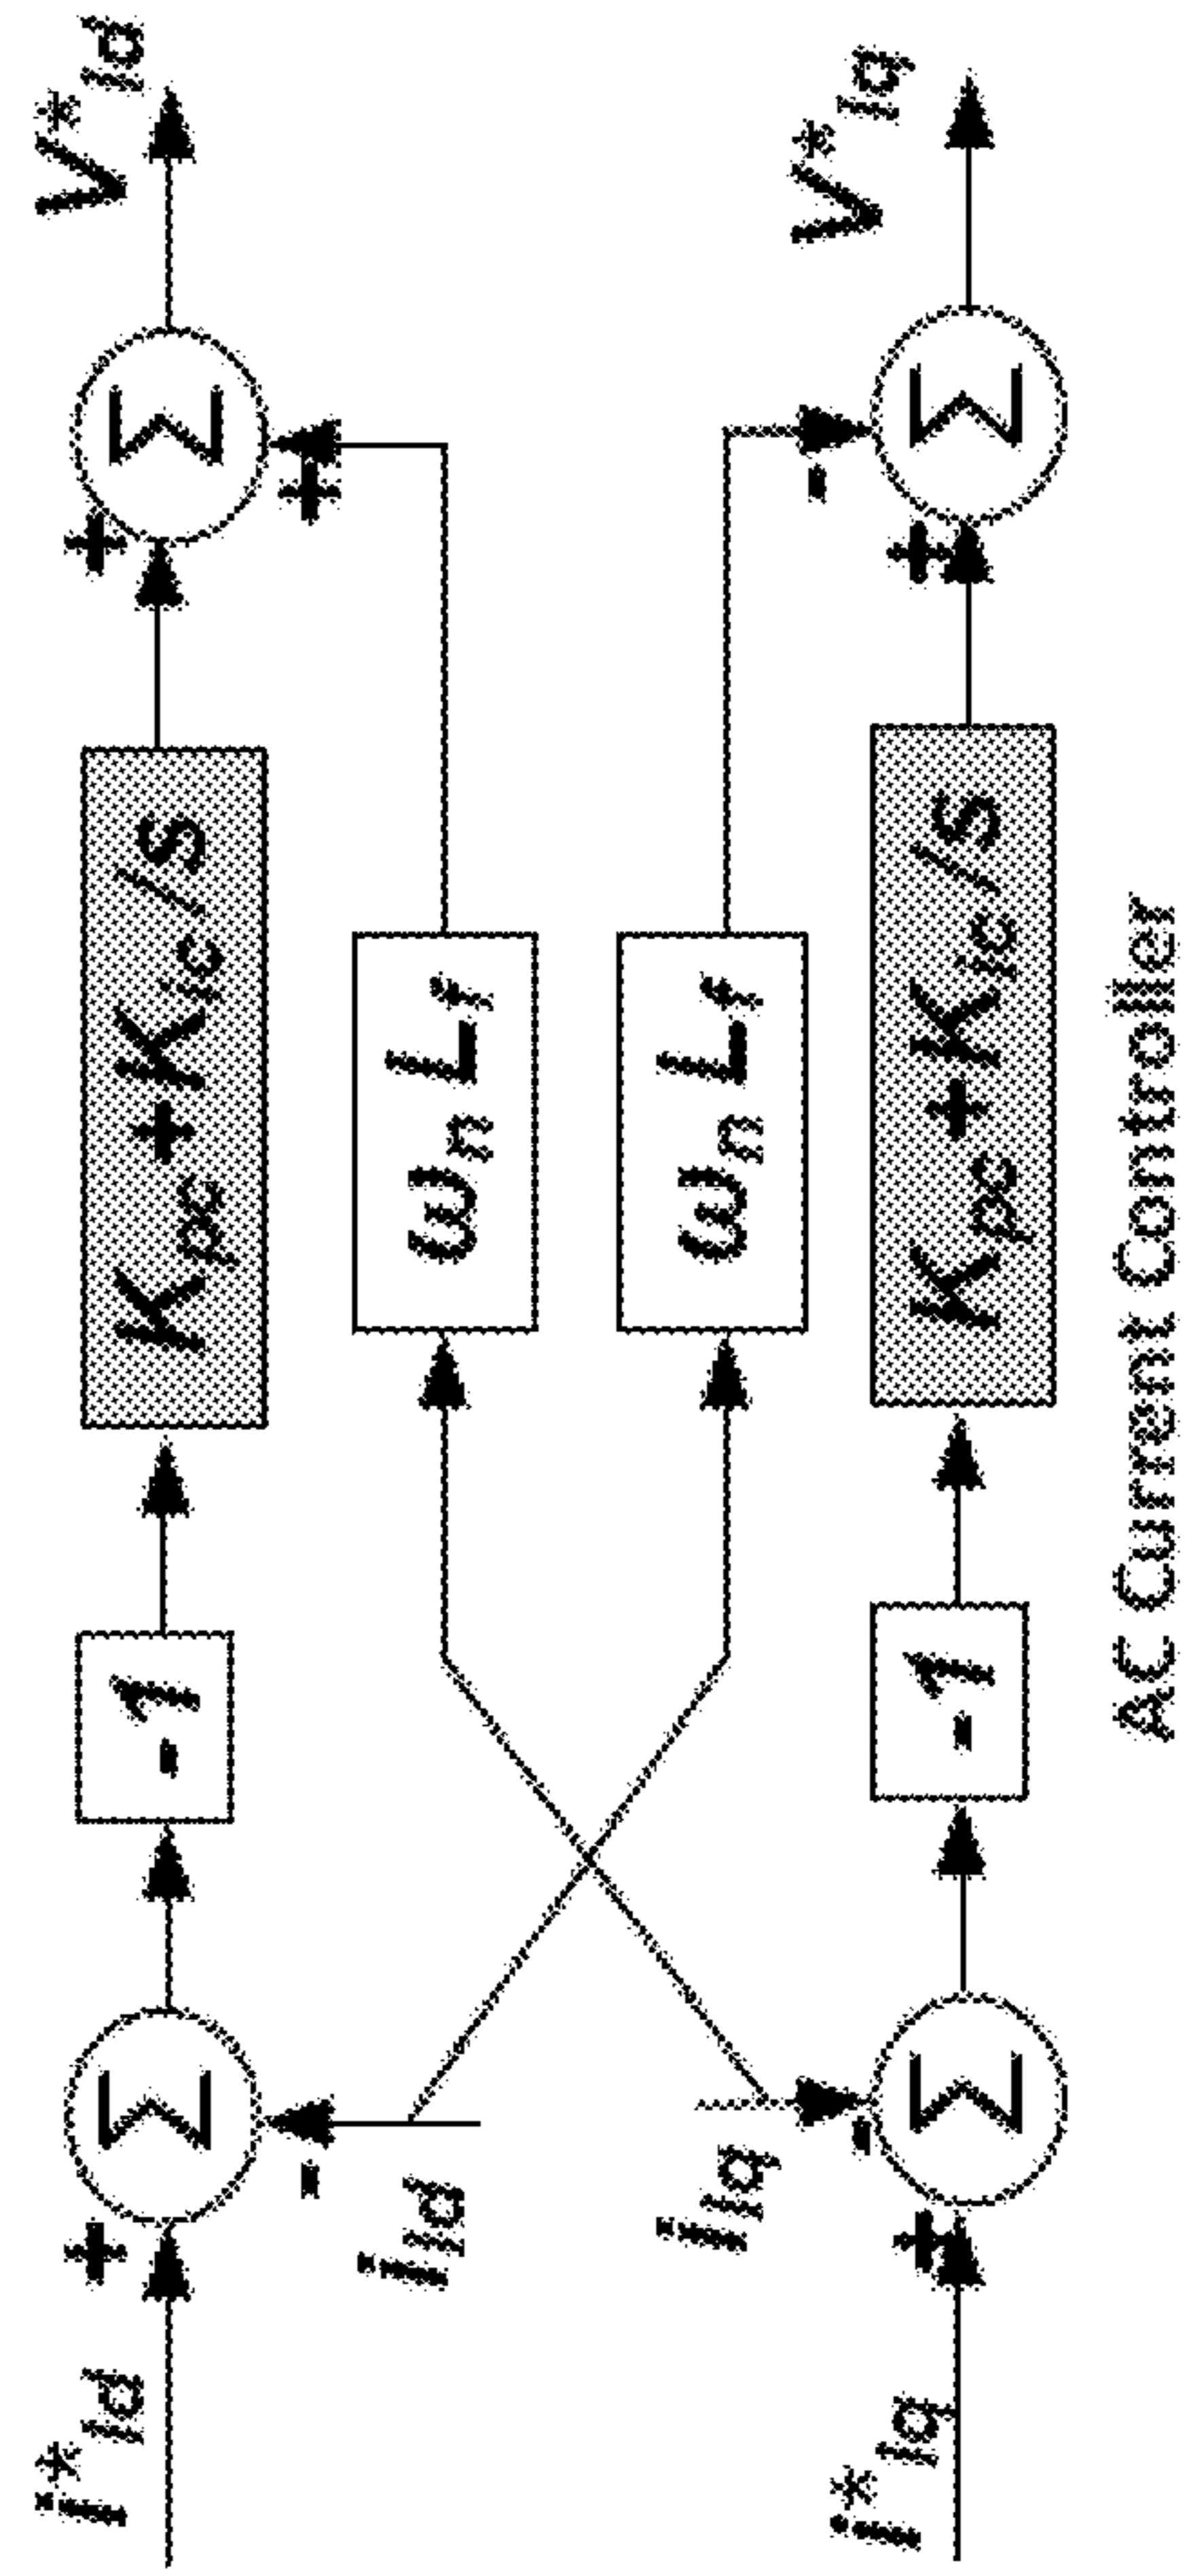 i*ld + Σ -1 Kpc+Kic/s + Σ V*ld
- +
ild ωn Lf
ilq ωn Lf
- -
i*lq + Σ -1 Kpc+Kic/s + Σ V*lq
AC Current Controller